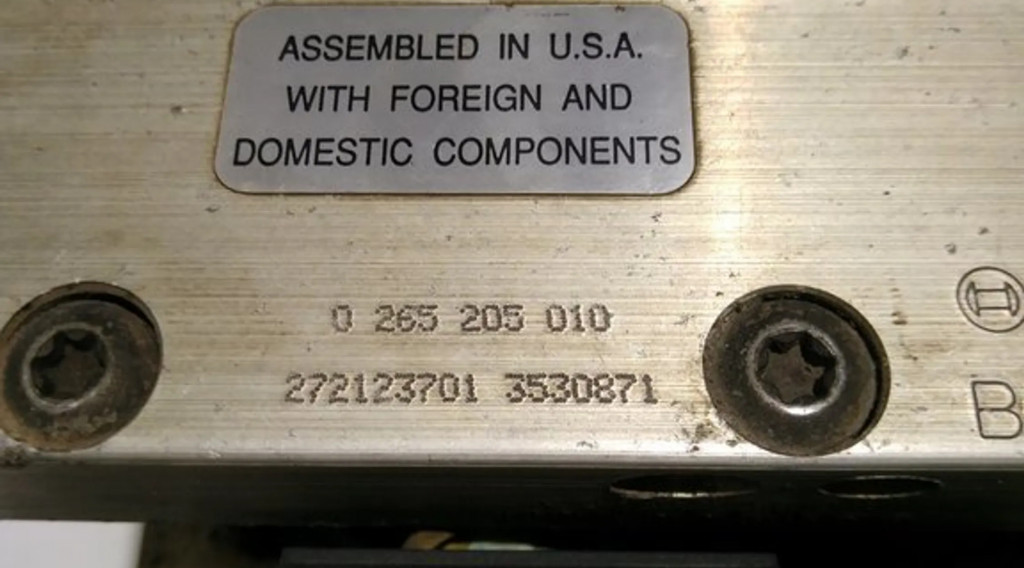 ASSEMBLED IN U.S.A.
WITH FOREIGN AND
DOMESTIC COMPONENTS
0 265 205 010
272123701 3530871
B